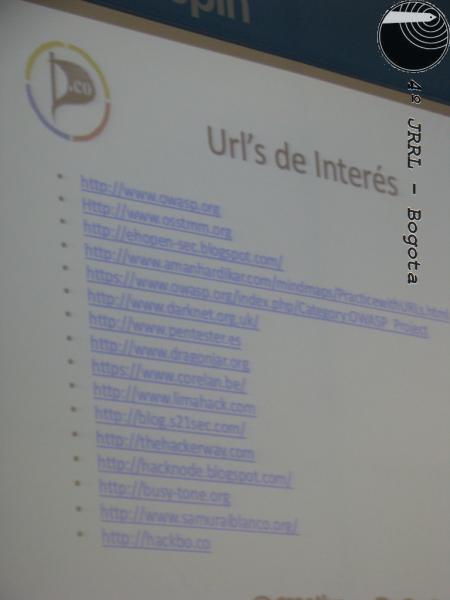 spin
.co
4º JRRL - Bogota
Url's de Interés
http://www.owasp.org
Http://www.osstmm.org
http://ehopen-sec.blogspot.com/
http://www.amanhardikar.com/mindmaps/PracticewithURLs.html
https://www.owasp.org/index.php/Category:OWASP_Project
http://www.darknet.org.uk/
http://www.pentester.es
http://www.dragonjar.org
https://www.corelan.be/
http://www.limahack.com
http://blog.s21sec.com/
http://thehackerway.com
http://hacknode.blogspot.com/
http://busy-tone.org
http://www.samuraiblanco.org/
http://hackbo.co